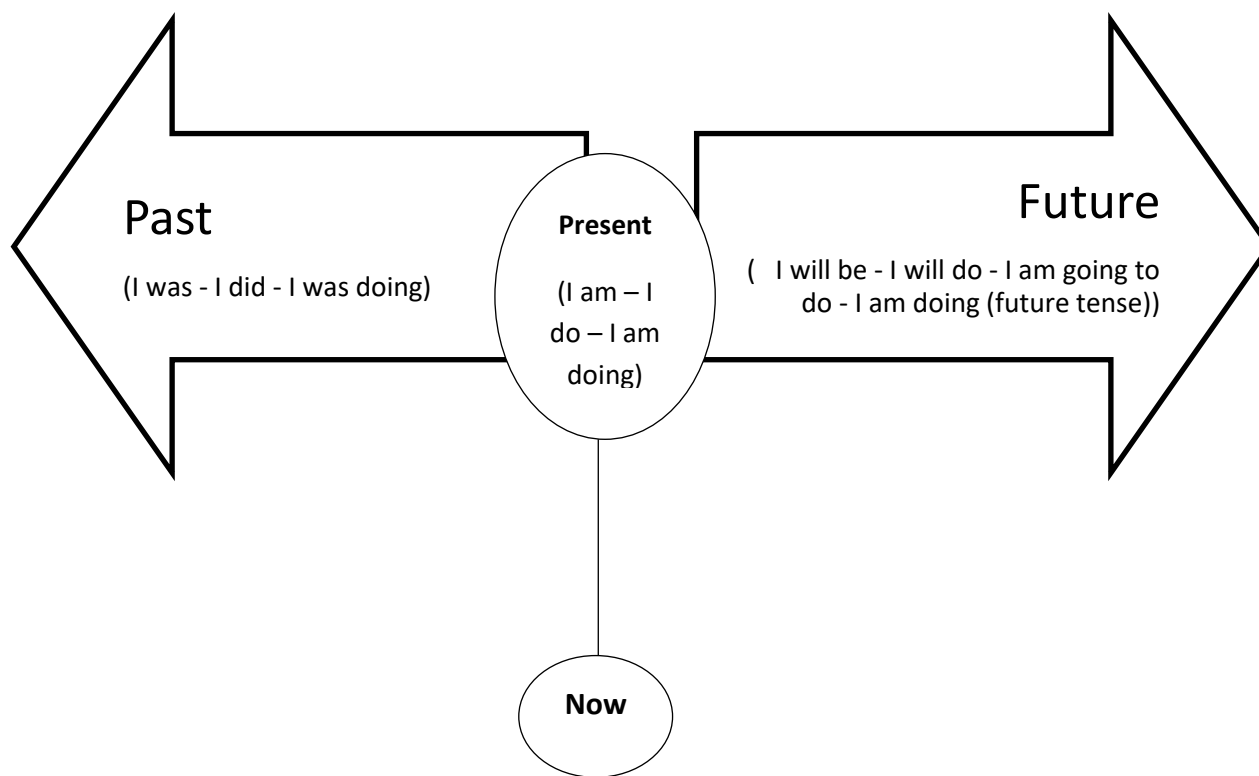 Past
(I was - I did - I was doing)
Present
(I am – I
do – I am
doing)
Future
( I will be - I will do - I am going to
do - I am doing (future tense))
Now